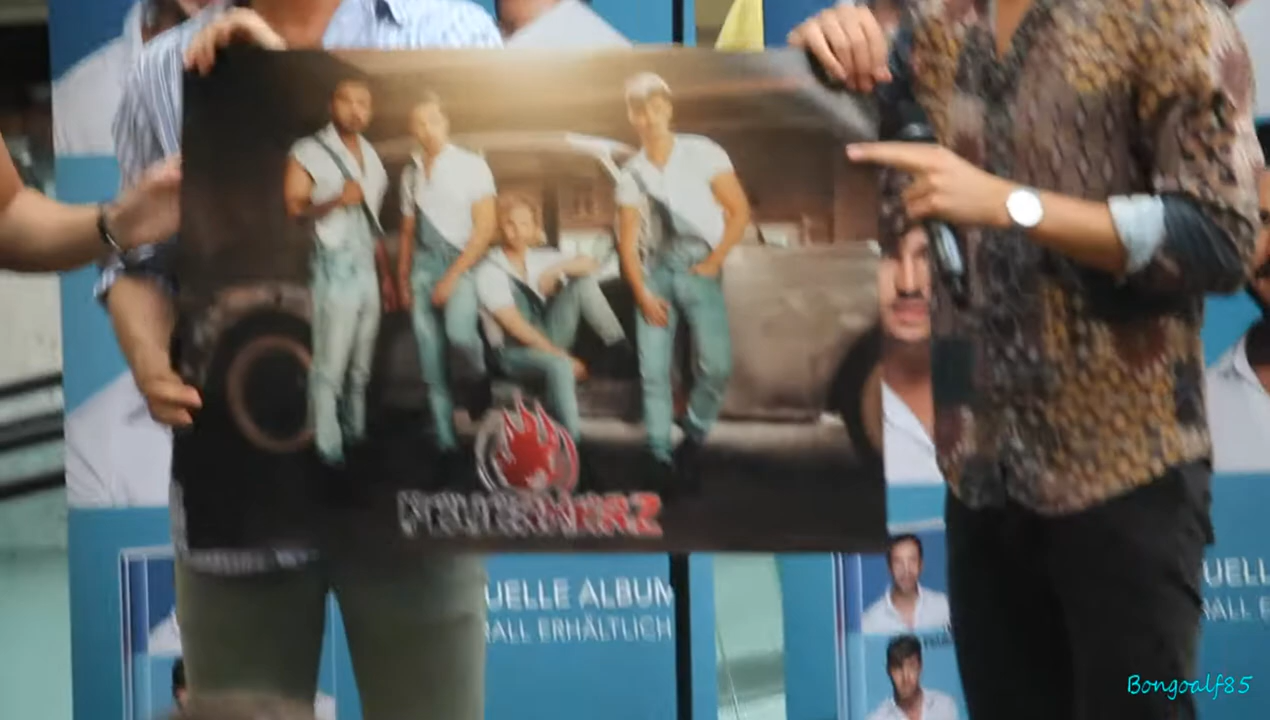 FEUERHERZ
UELLE ALBUM
RALL ERHÄLTLICH
UELL
RALL E
Bongoalf85